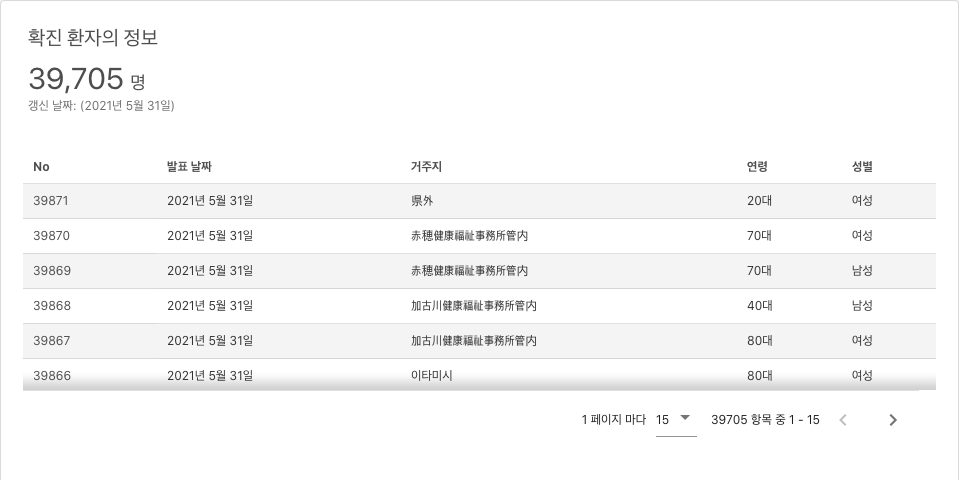 확진 환자의 정보
39,705 명
갱신 날짜: (2021년 5월 31일)
No 발표 날짜 거주지 연령 성별
39871 2021년 5월 31일 県外 20대 여성
39870 2021년 5월 31일 赤穂健康福祉事務所管内 70대 여성
39869 2021년 5월 31일 赤穂健康福祉事務所管内 70대 남성
39868 2021년 5월 31일 加古川健康福祉事務所管内 40대 남성
39867 2021년 5월 31일 加古川健康福祉事務所管内 80대 여성
39866 2021년 5월 31일 이타미시 80대 여성
1 페이지 마다 15 39705 항목 중 1 - 15